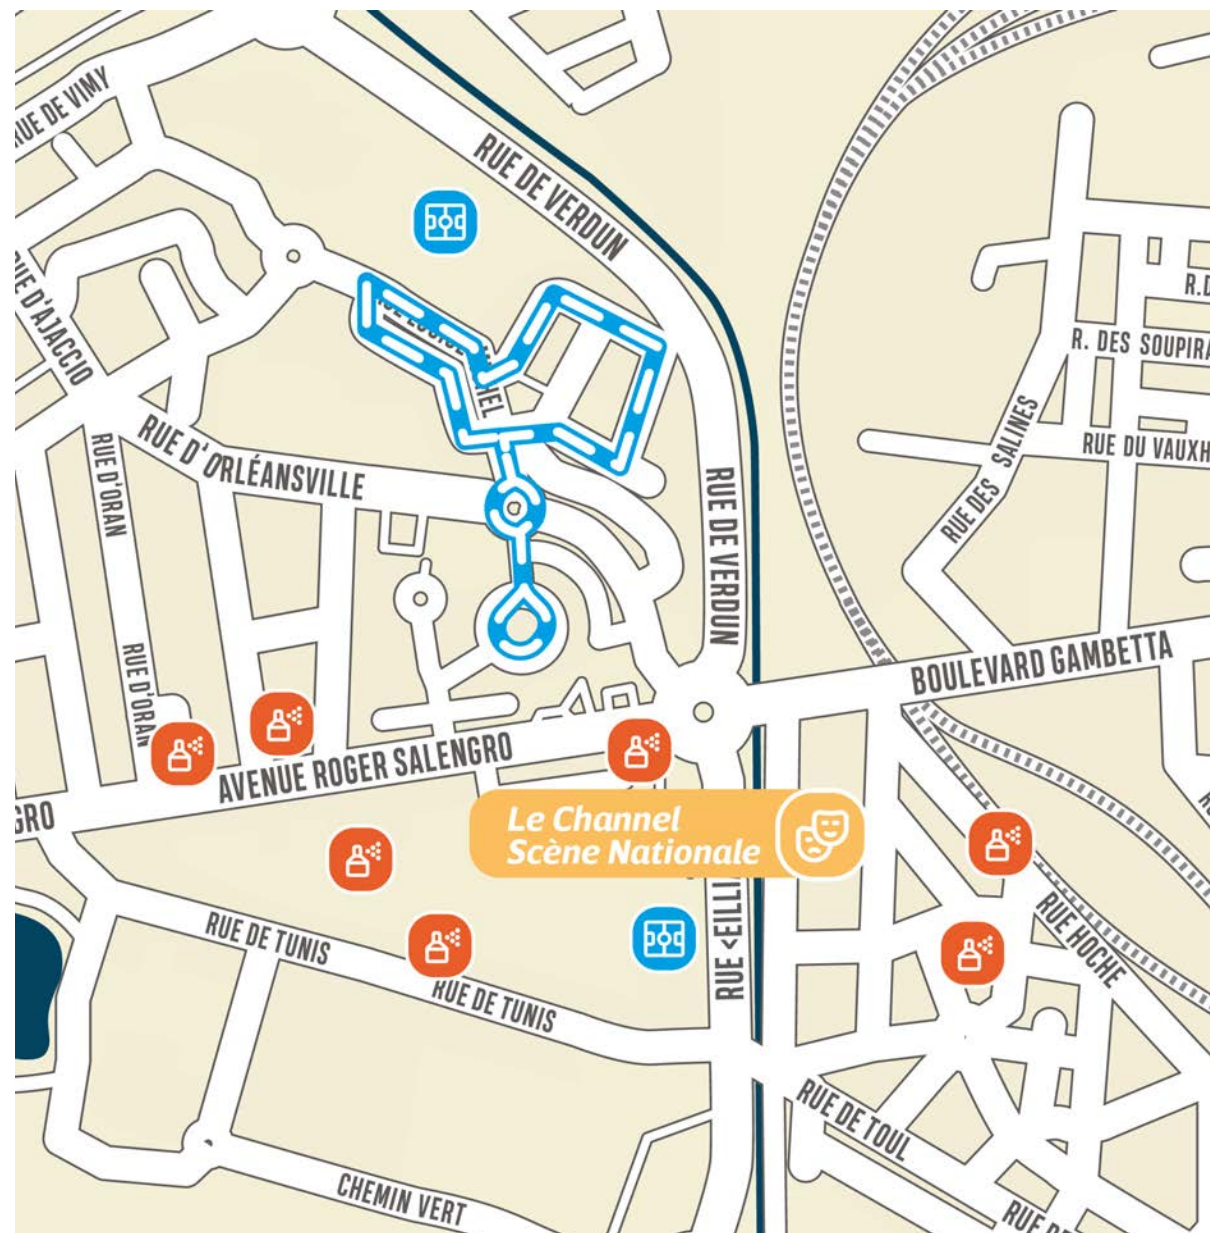 RUE DE VIMY
RUE DE VERDUN
RUE D'AJACCIO
R. DES SOUPIRA
RUE DES SALINES
RUE DU VAUXH
RUE D'ORAN
RUE D'ORLÉANSVILLE
RUE DE VERDUN
RUE D'ORAN
BOULEVARD GAMBETTA
AVENUE ROGER SALENGRO
GRO
Le Channel
Scène Nationale
RUE HOCHE
RUE DE TUNIS
RUE DE TUNIS
RUE DE TOUL
CHEMIN VERT